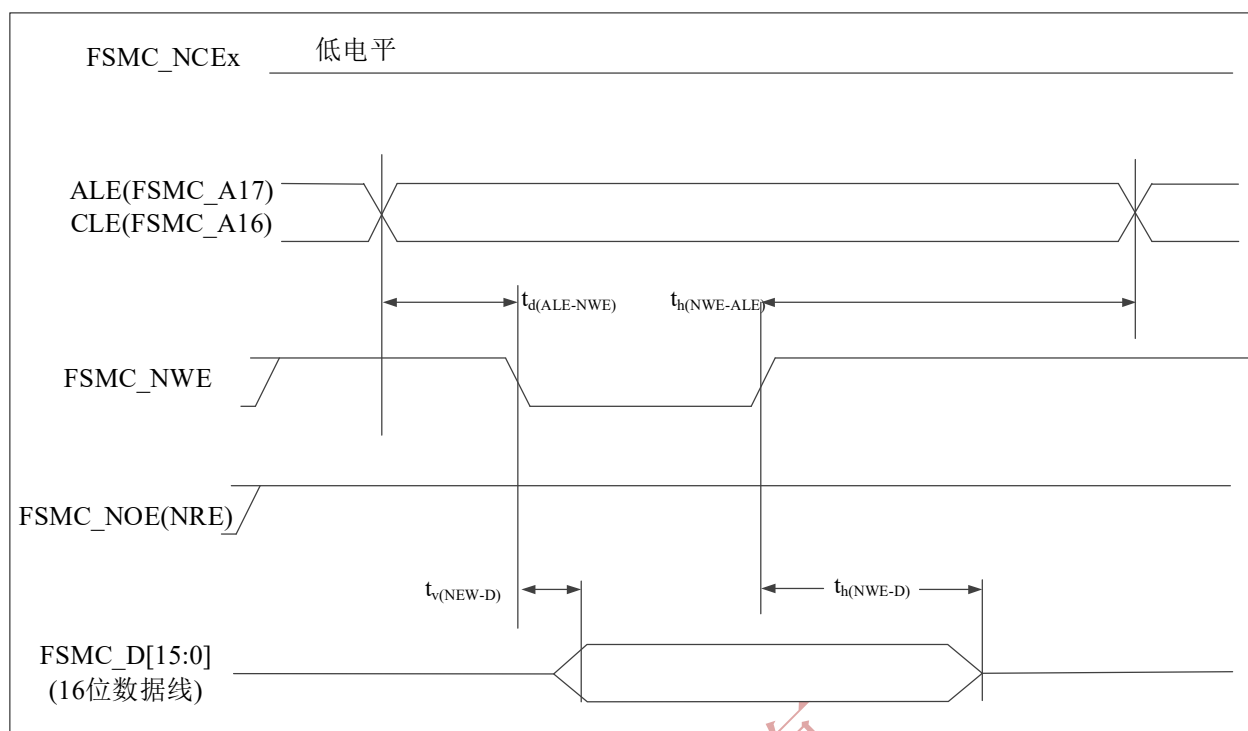 FSMC_NCEx 低电平
ALE(FSMC_A17)
CLE(FSMC_A16)
td(ALE-NWE) th(NWE-ALE)
FSMC_NWE
FSMC_NOE(NRE)
tv(NEW-D) th(NWE-D)
FSMC_D[15:0]
(16位数据线)